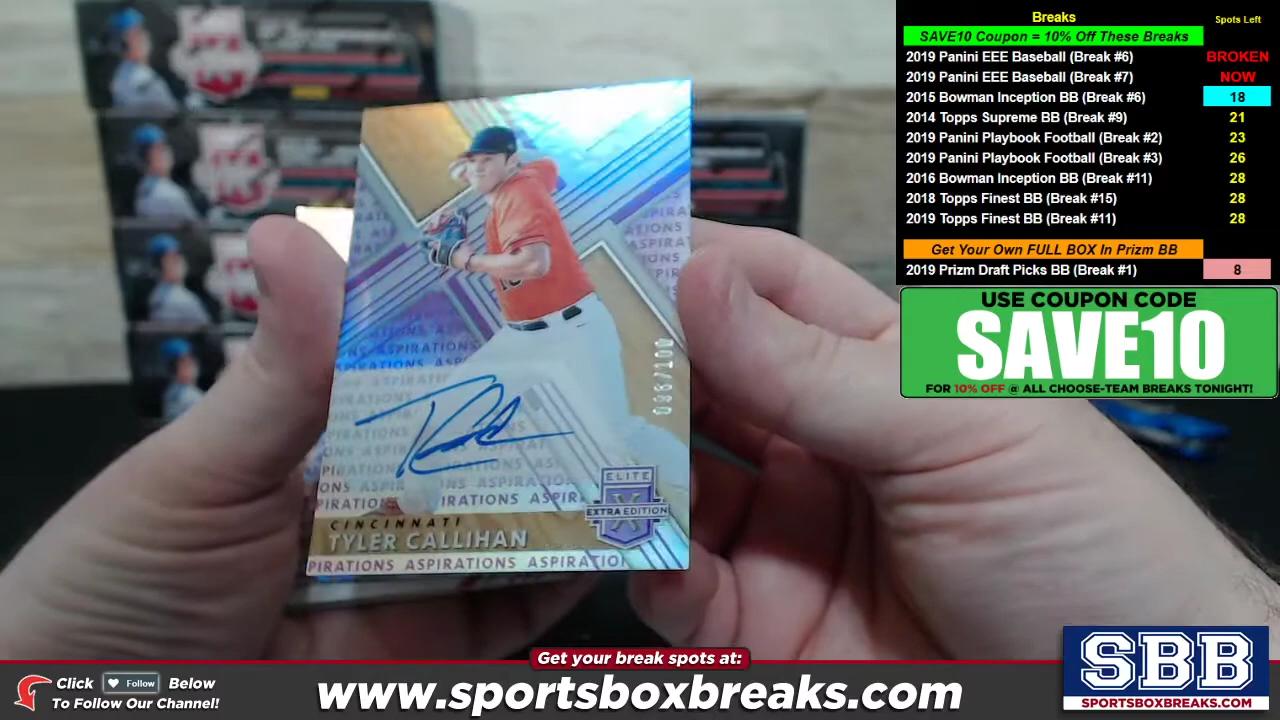 Breaks Spots Left
SAVE10 Coupon = 10% Off These Breaks
2019 Panini EEE Baseball (Break #6) BROKEN
2019 Panini EEE Baseball (Break #7) NOW
2015 Bowman Inception BB (Break #6) 18
2014 Topps Supreme BB (Break #9) 21
2019 Panini Playbook Football (Break #2) 23
2019 Panini Playbook Football (Break #3) 26
2016 Bowman Inception BB (Break #11) 28
2018 Topps Finest BB (Break #15) 28
2019 Topps Finest BB (Break #11) 28
Get Your Own FULL BOX In Prizm BB
2019 Prizm Draft Picks BB (Break #1) 8
USE COUPON CODE
SAVE10
FOR 10% OFF @ ALL CHOOSE-TEAM BREAKS TONIGHT!
ELITE
X
EXTRA EDITION
CINCINNATI
TYLER CALLIHAN
PIRATIONS ASPIRATIONS ASPIRATIO
Get your break spots at:
www.sportsboxbreaks.com
Click Follow Below
To Follow Our Channel!
SBB
SPORTSBOXBREAKS.COM